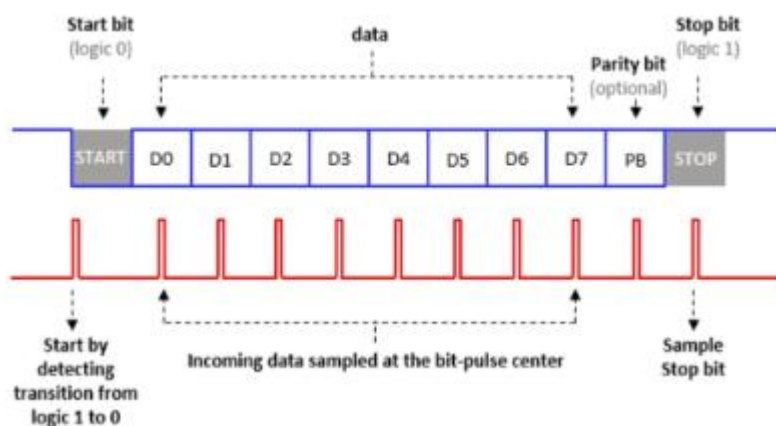 Start bit
(logic 0)
data
Stop bit
(logic 1)
Parity bit
(optional)
START D0 D1 D2 D3 D4 D5 D6 D7 PB STOP
Start by
detecting
transition from
logic 1 to 0
Incoming data sampled at the bit-pulse center
Sample
Stop bit